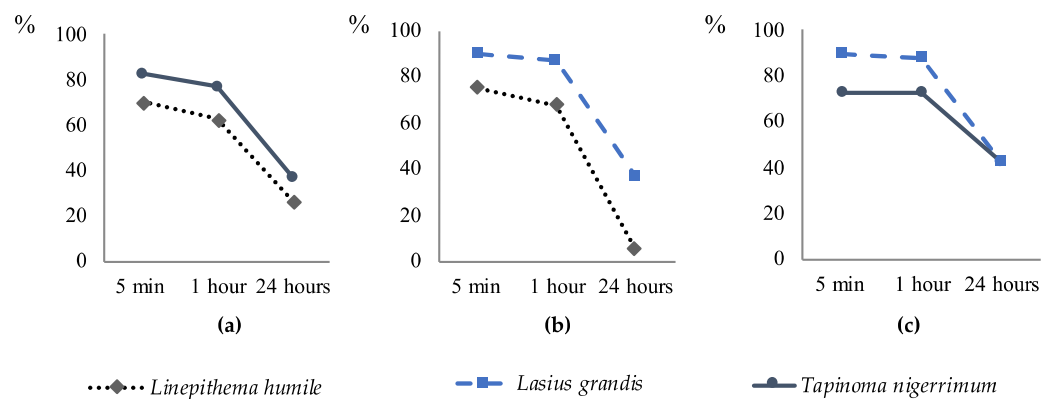 % % %
100 100 100
80 80 80
60 60 60
40 40 40
20 20 20
0 0 0
5 min 1 hour 24 hours 5 min 1 hour 24 hours 5 min 1 hour 24 hours
(a) (b) (c)
Linepithema humile Lasius grandis Tapinoma nigerrimum